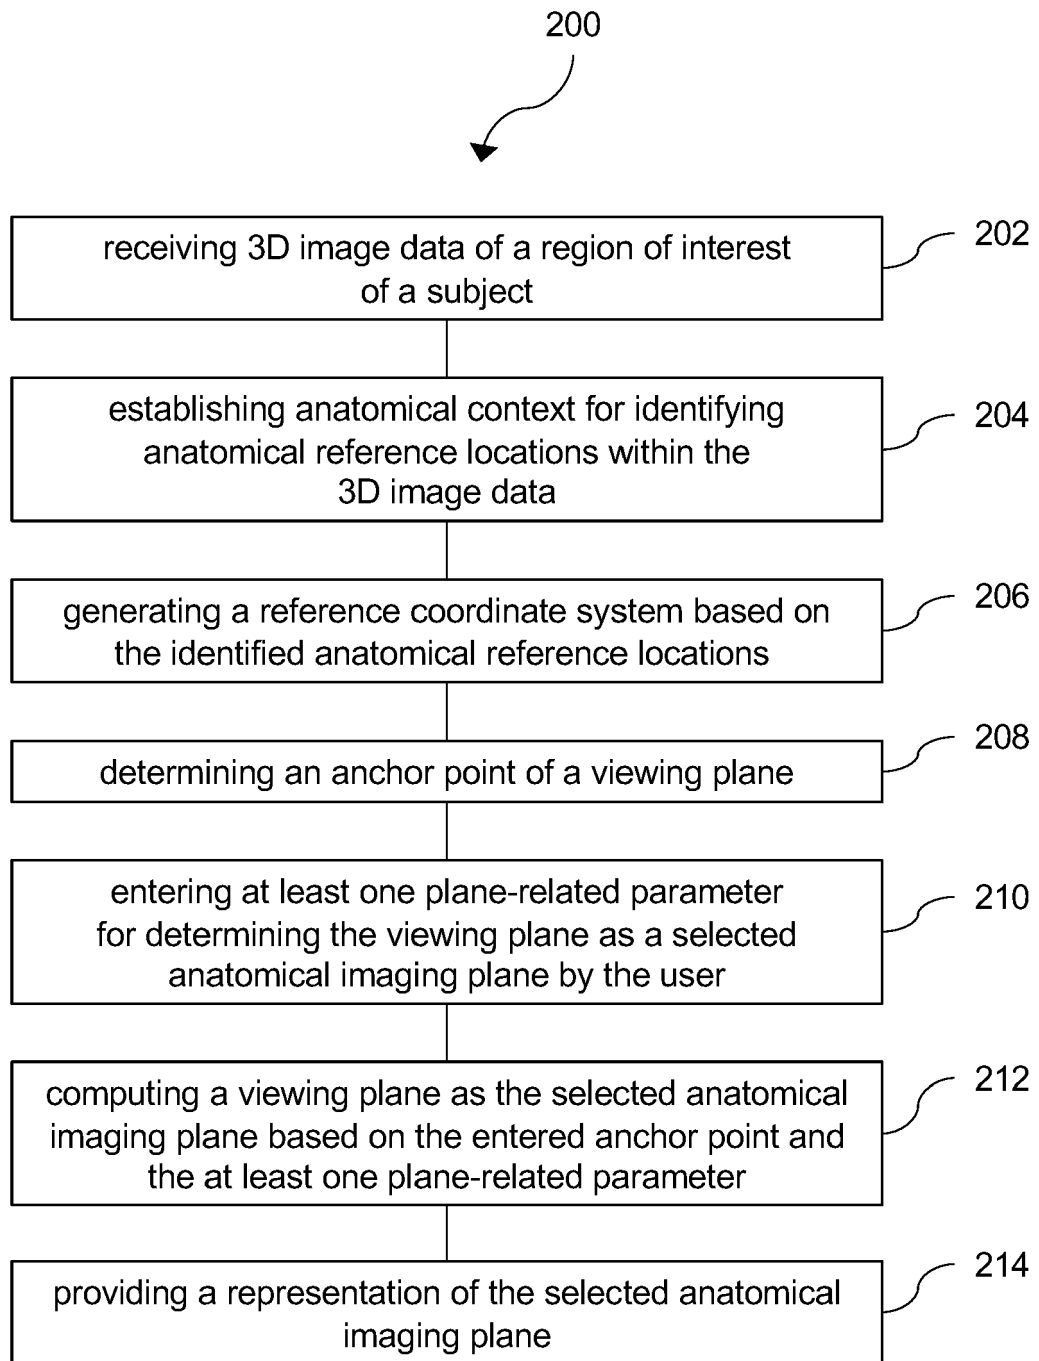 200
receiving 3D image data of a region of interest
of a subject
202
establishing anatomical context for identifying
anatomical reference locations within the
3D image data
204
generating a reference coordinate system based on
the identified anatomical reference locations
206
determining an anchor point of a viewing plane
208
entering at least one plane-related parameter
for determining the viewing plane as a selected
anatomical imaging plane by the user
210
computing a viewing plane as the selected anatomical
imaging plane based on the entered anchor point and
the at least one plane-related parameter
212
providing a representation of the selected anatomical
imaging plane
214